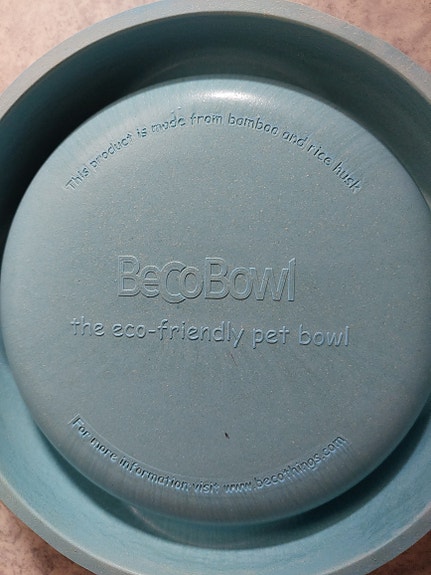 This product is made from bamboo and rice husk
BeCoBowl
the eco-friendly pet bowl
For more information visit www.becothings.com